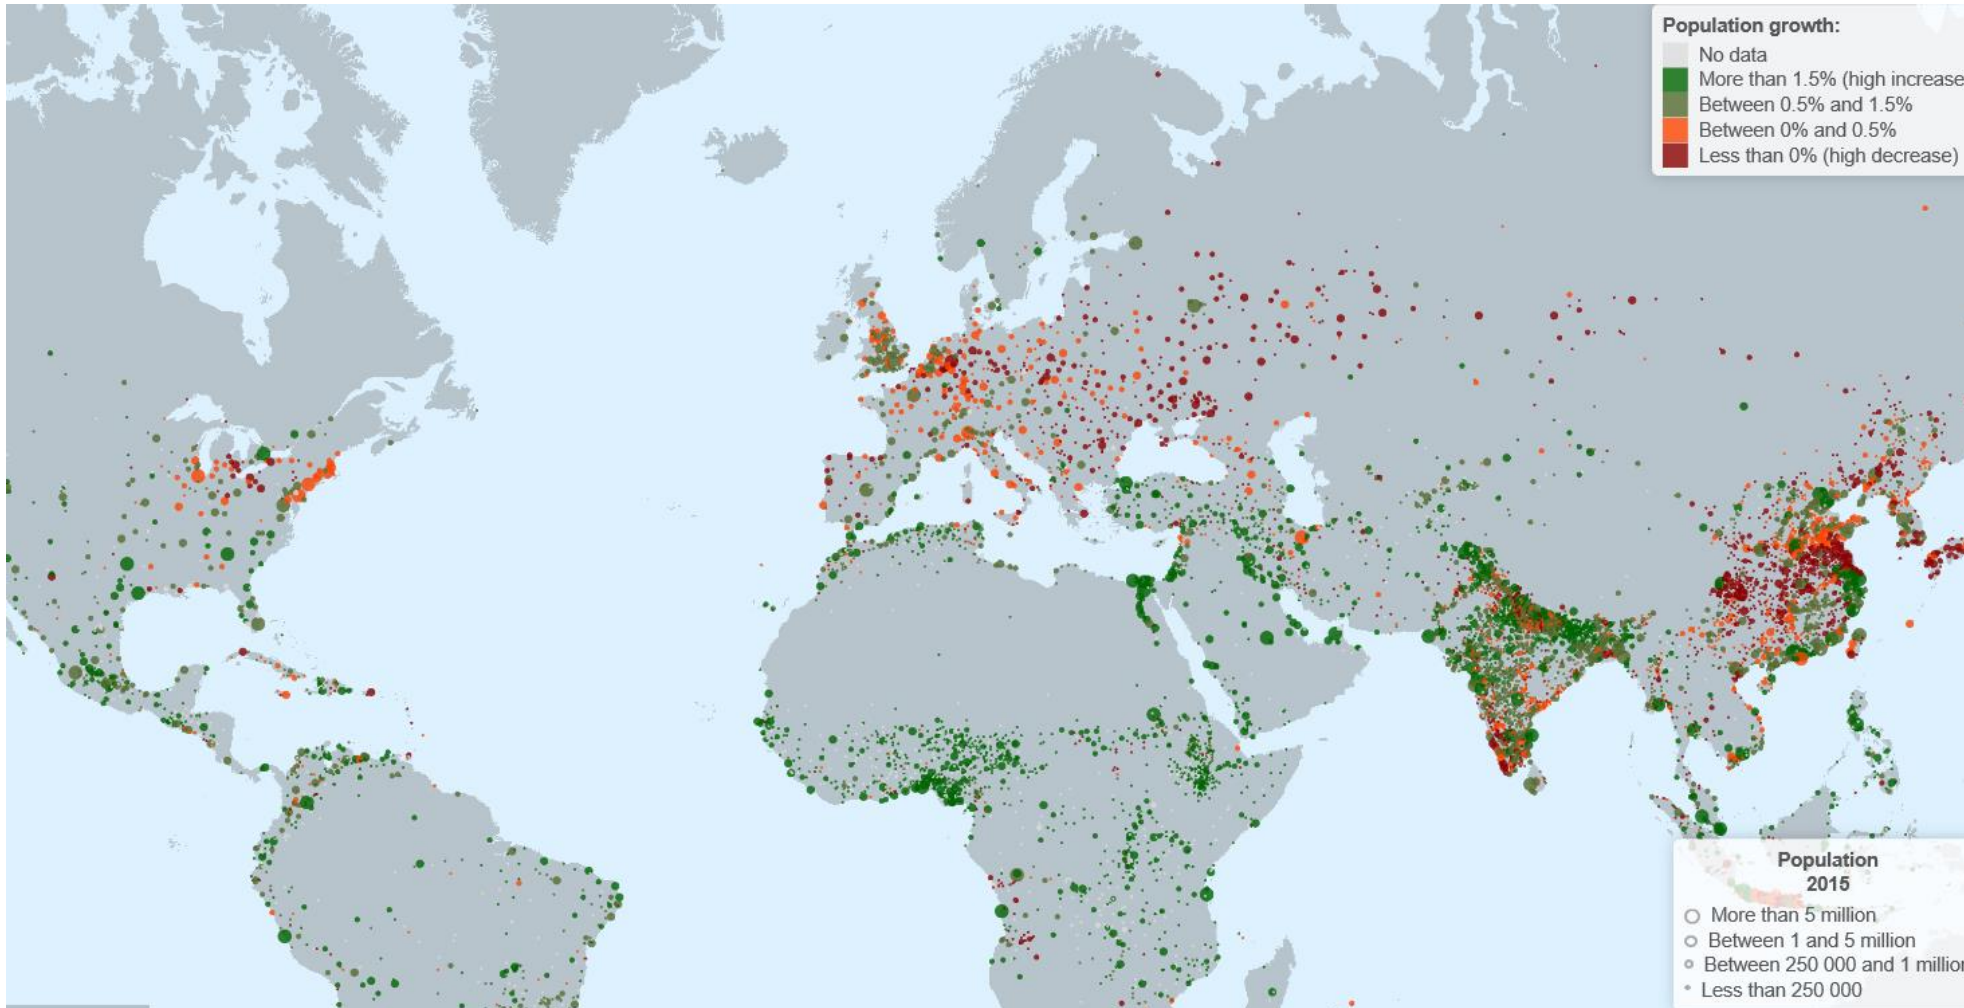 Population growth:
No data
More than 1.5% (high increase
Between 0.5% and 1.5%
Between 0% and 0.5%
Less than 0% (high decrease)
Population
2015
More than 5 million
Between 1 and 5 million
Between 250 000 and 1 million
Less than 250 000